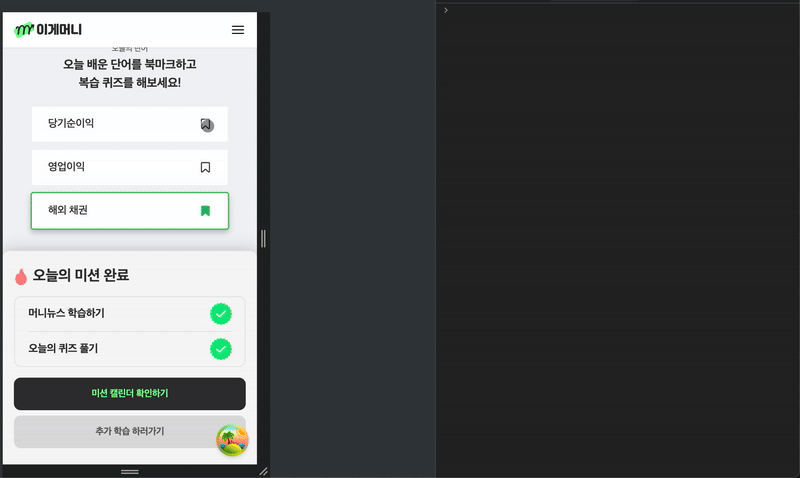 이게머니
오늘의 단어
오늘 배운 단어를 북마크하고
복습 퀴즈를 해보세요!
당기순이익
영업이익
해외 채권
오늘의 미션 완료
머니뉴스 학습하기
오늘의 퀴즈 풀기
미션 캘린더 확인하기
추가 학습 하러가기